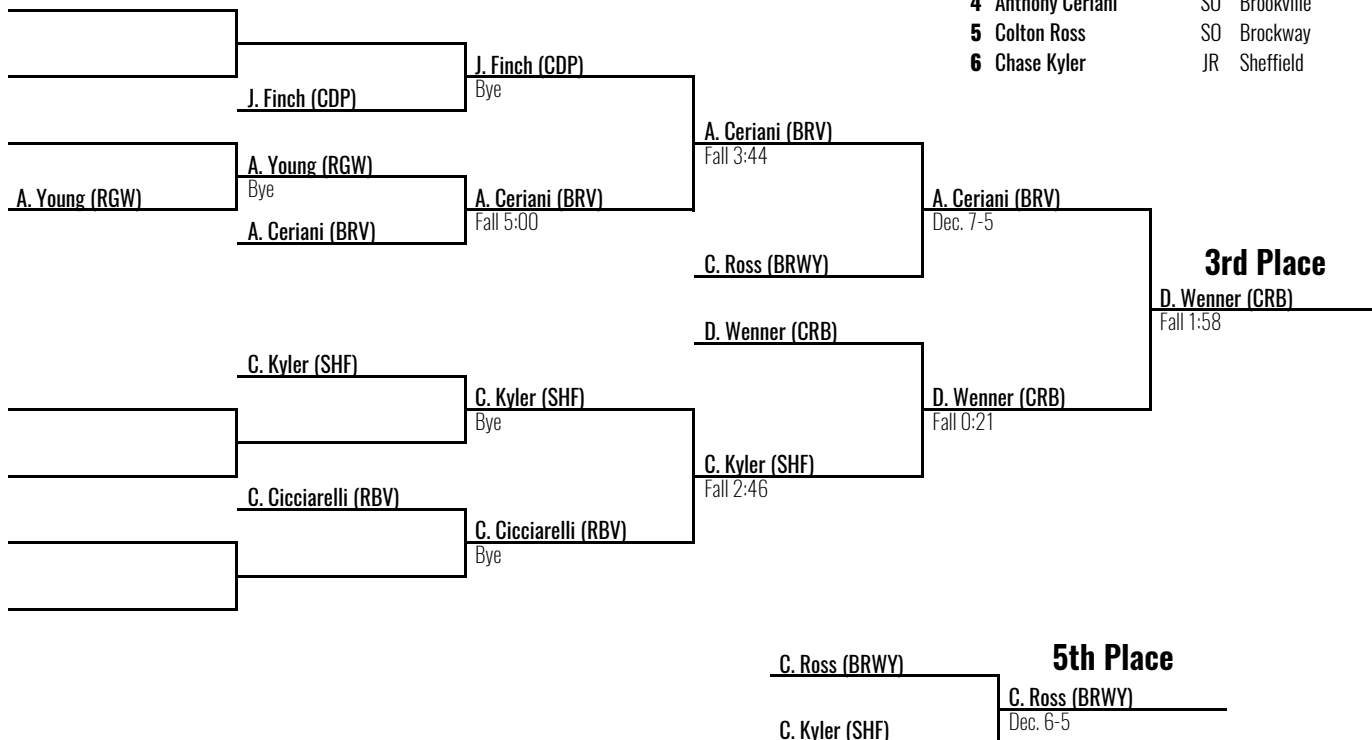 4 Anthony Ceriani SO Brookville
5 Colton Ross SO Brockway
6 Chase Kyler JR Sheffield
J. Finch (CDP)
Bye
J. Finch (CDP)
A. Ceriani (BRV)
Fall 3:44
A. Young (RGW)
Bye
A. Young (RGW)
A. Ceriani (BRV)
Fall 5:00
A. Ceriani (BRV)
Dec. 7-5
A. Ceriani (BRV)
C. Ross (BRWY)
3rd Place
D. Wenner (CRB)
Fall 1:58
D. Wenner (CRB)
C. Kyler (SHF)
C. Kyler (SHF)
Bye
D. Wenner (CRB)
Fall 0:21
C. Kyler (SHF)
Fall 2:46
C. Cicciarelli (RBV)
C. Cicciarelli (RBV)
Bye
C. Ross (BRWY)
5th Place
C. Ross (BRWY)
Dec. 6-5
C. Kyler (SHF)